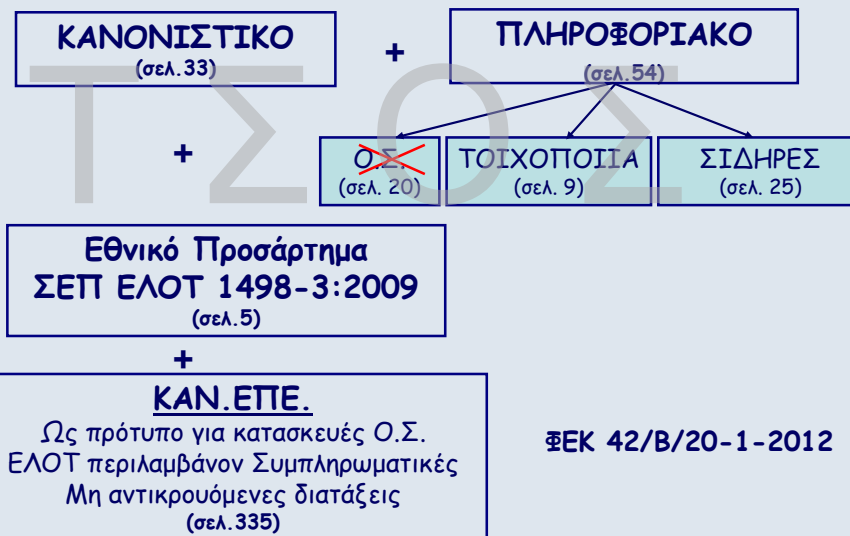 ΚΑΝΟΝΙΣΤΙΚΟ
(σελ.33)
+
ΠΛΗΡΟΦΟΡΙΑΚΟ
(σελ.54)
ΤΣΟΣ
+
Ο.Σ.
(σελ. 20)
ΤΟΙΧΟΠΟΙΙΑ
(σελ. 9)
ΣΙΔΗΡΕΣ
(σελ. 25)
Εθνικό Προσάρτημα
ΣΕΠ ΕΛΟΤ 1498-3:2009
(σελ.5)
+
ΚΑΝ.ΕΠΕ.
Ως πρότυπο για κατασκευές Ο.Σ.
ΕΛΟΤ περιλαμβάνον Συμπληρωματικές
Μη αντικρουόμενες διατάξεις
(σελ.335)
ΦΕΚ 42/Β/20-1-2012